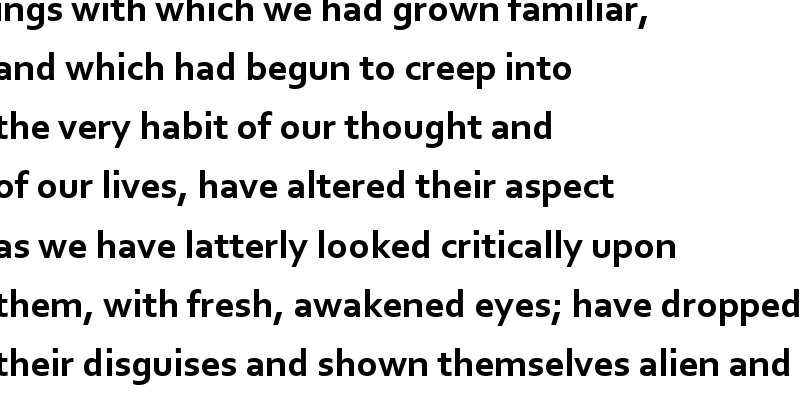 ings with which we had grown familiar,
and which had begun to creep into
the very habit of our thought and
of our lives, have altered their aspect
as we have latterly looked critically upon
them, with fresh, awakened eyes; have dropped
their disguises and shown themselves alien and